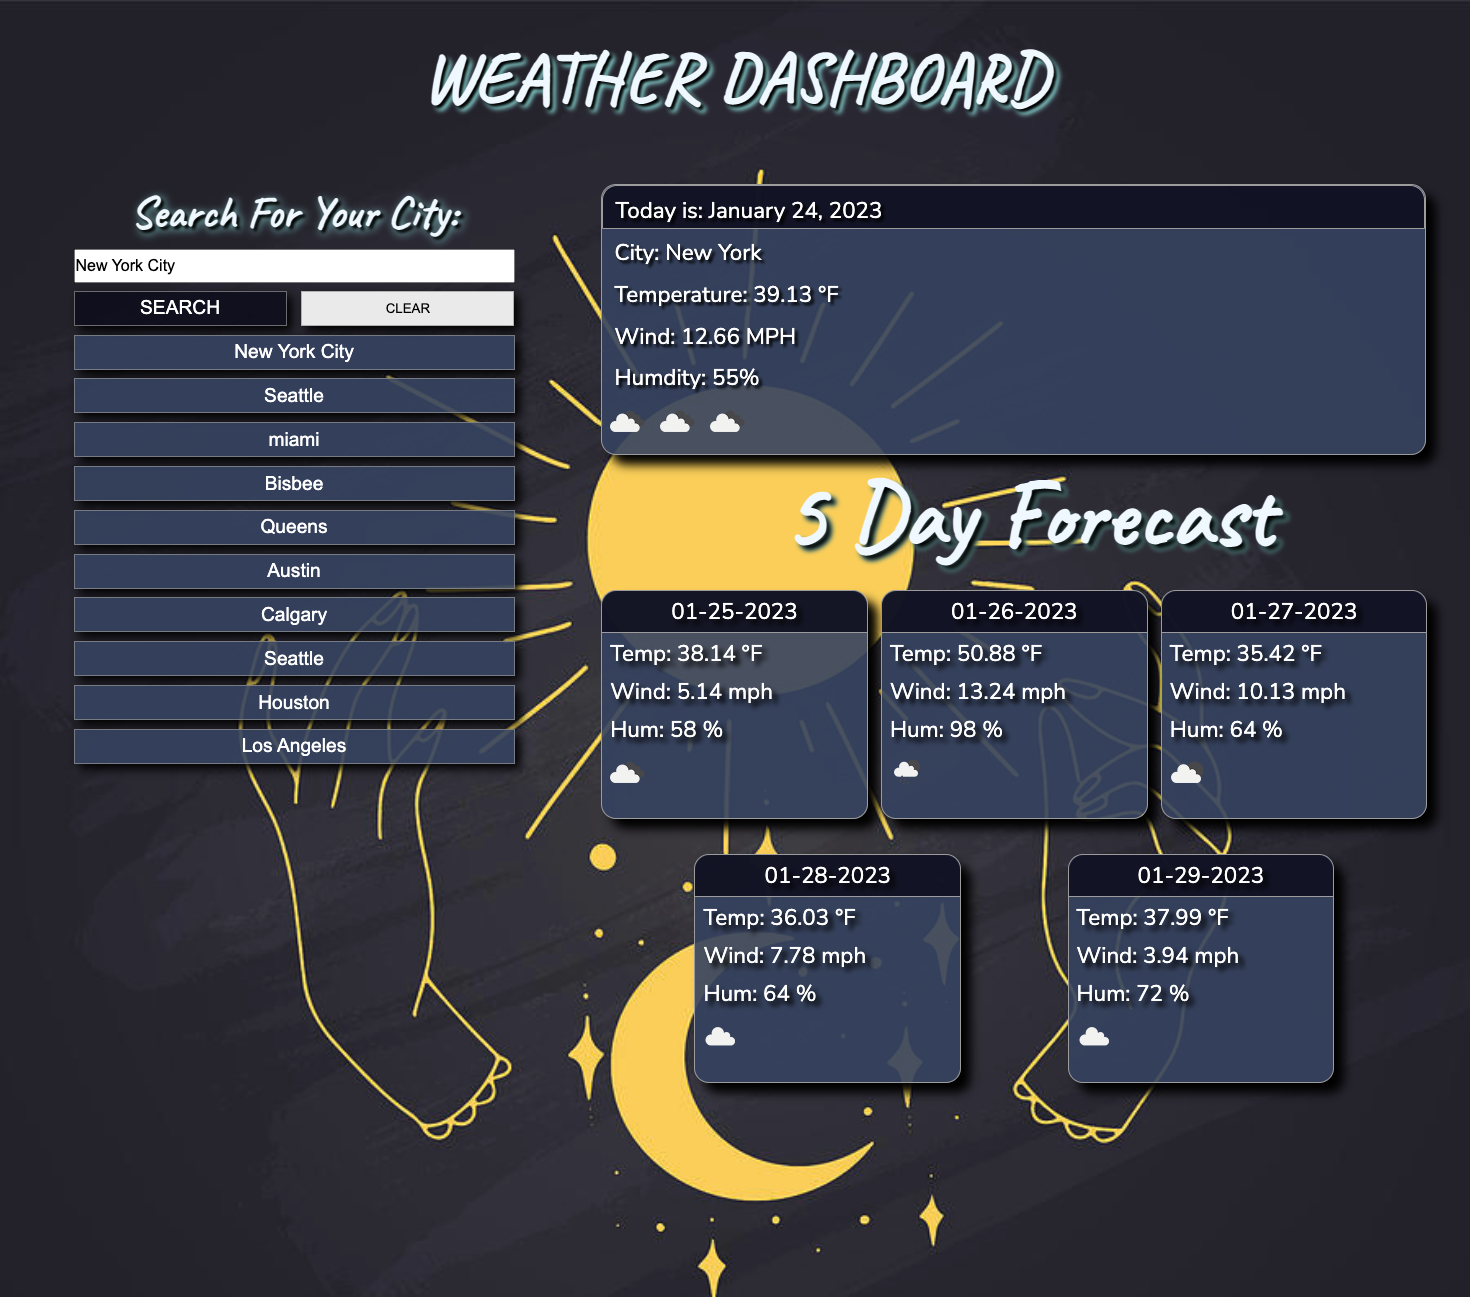 WEATHER DASHBOARD
Search For Your City:
New York City
SEARCH
CLEAR
New York City
Seattle
miami
Bisbee
Queens
Austin
Calgary
Seattle
Houston
Los Angeles
Today is: January 24, 2023
City: New York
Temperature: 39.13 °F
Wind: 12.66 MPH
Humdity: 55%
5 Day Forecast
01-25-2023
Temp: 38.14 °F
Wind: 5.14 mph
Hum: 58 %
01-26-2023
Temp: 50.88 °F
Wind: 13.24 mph
Hum: 98 %
01-27-2023
Temp: 35.42 °F
Wind: 10.13 mph
Hum: 64 %
01-28-2023
Temp: 36.03 °F
Wind: 7.78 mph
Hum: 64 %
01-29-2023
Temp: 37.99 °F
Wind: 3.94 mph
Hum: 72 %